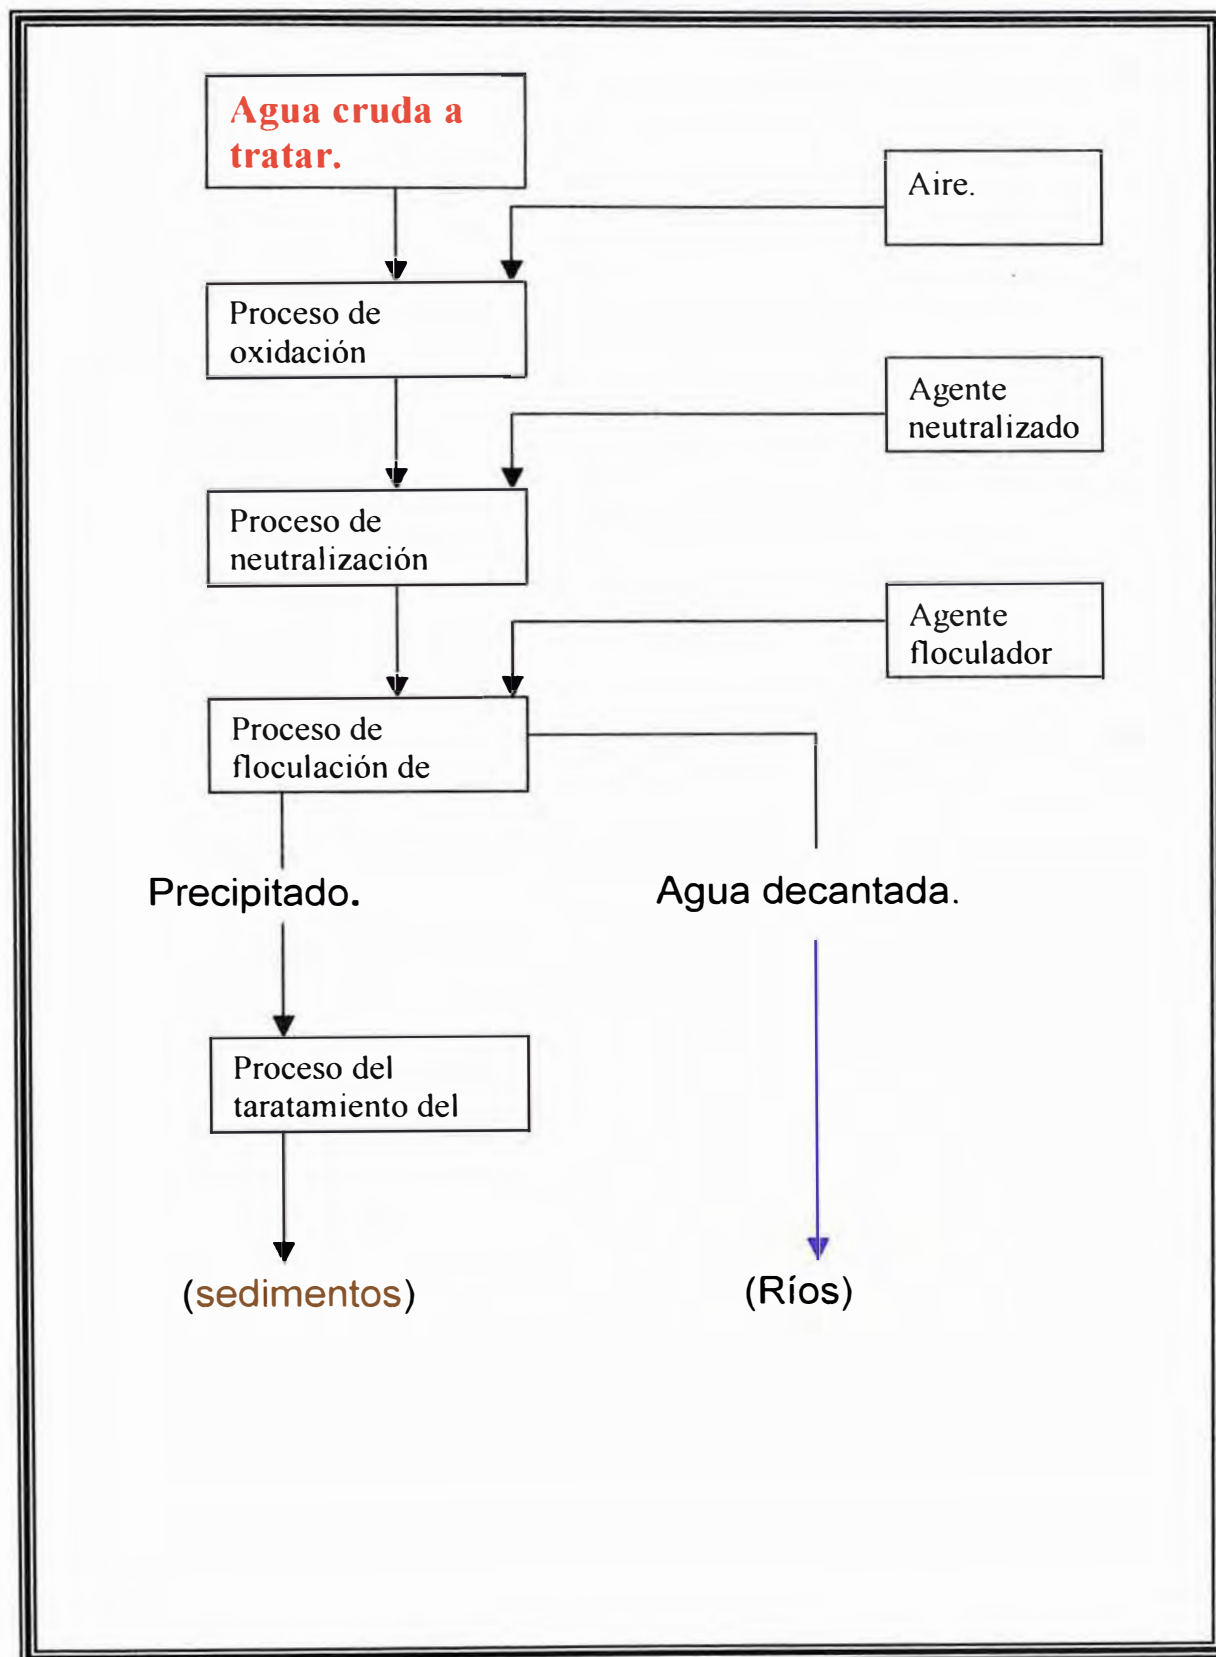 Agua cruda a
tratar.
Aire.
Proceso de
oxidación
Agente
neutralizado
Proceso de
neutralización
Agente
floculador
Proceso de
floculación de
Precipitado.
Agua decantada.
Proceso del
taratamiento del
(sedimentos)
(Ríos)